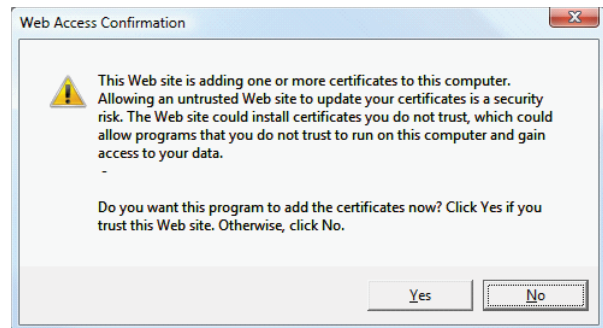 Web Access Confirmation
This Web site is adding one or more certificates to this computer.
Allowing an untrusted Web site to update your certificates is a security
risk. The Web site could install certificates you do not trust, which could
allow programs that you do not trust to run on this computer and gain
access to your data.
-
Do you want this program to add the certificates now? Click Yes if you
trust this Web site. Otherwise, click No.
Yes
No